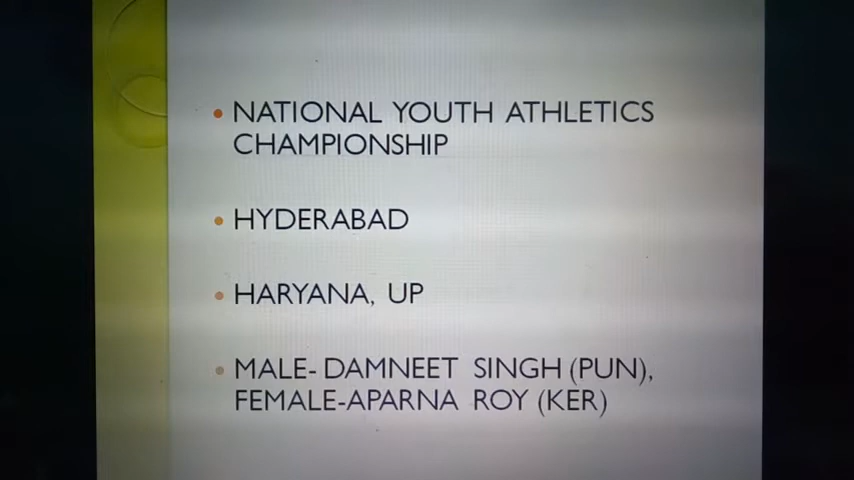 NATIONAL YOUTH ATHLETICS
CHAMPIONSHIP
HYDERABAD
HARYANA, UP
MALE- DAMNEET SINGH (PUN),
FEMALE-APARNA ROY (KER)